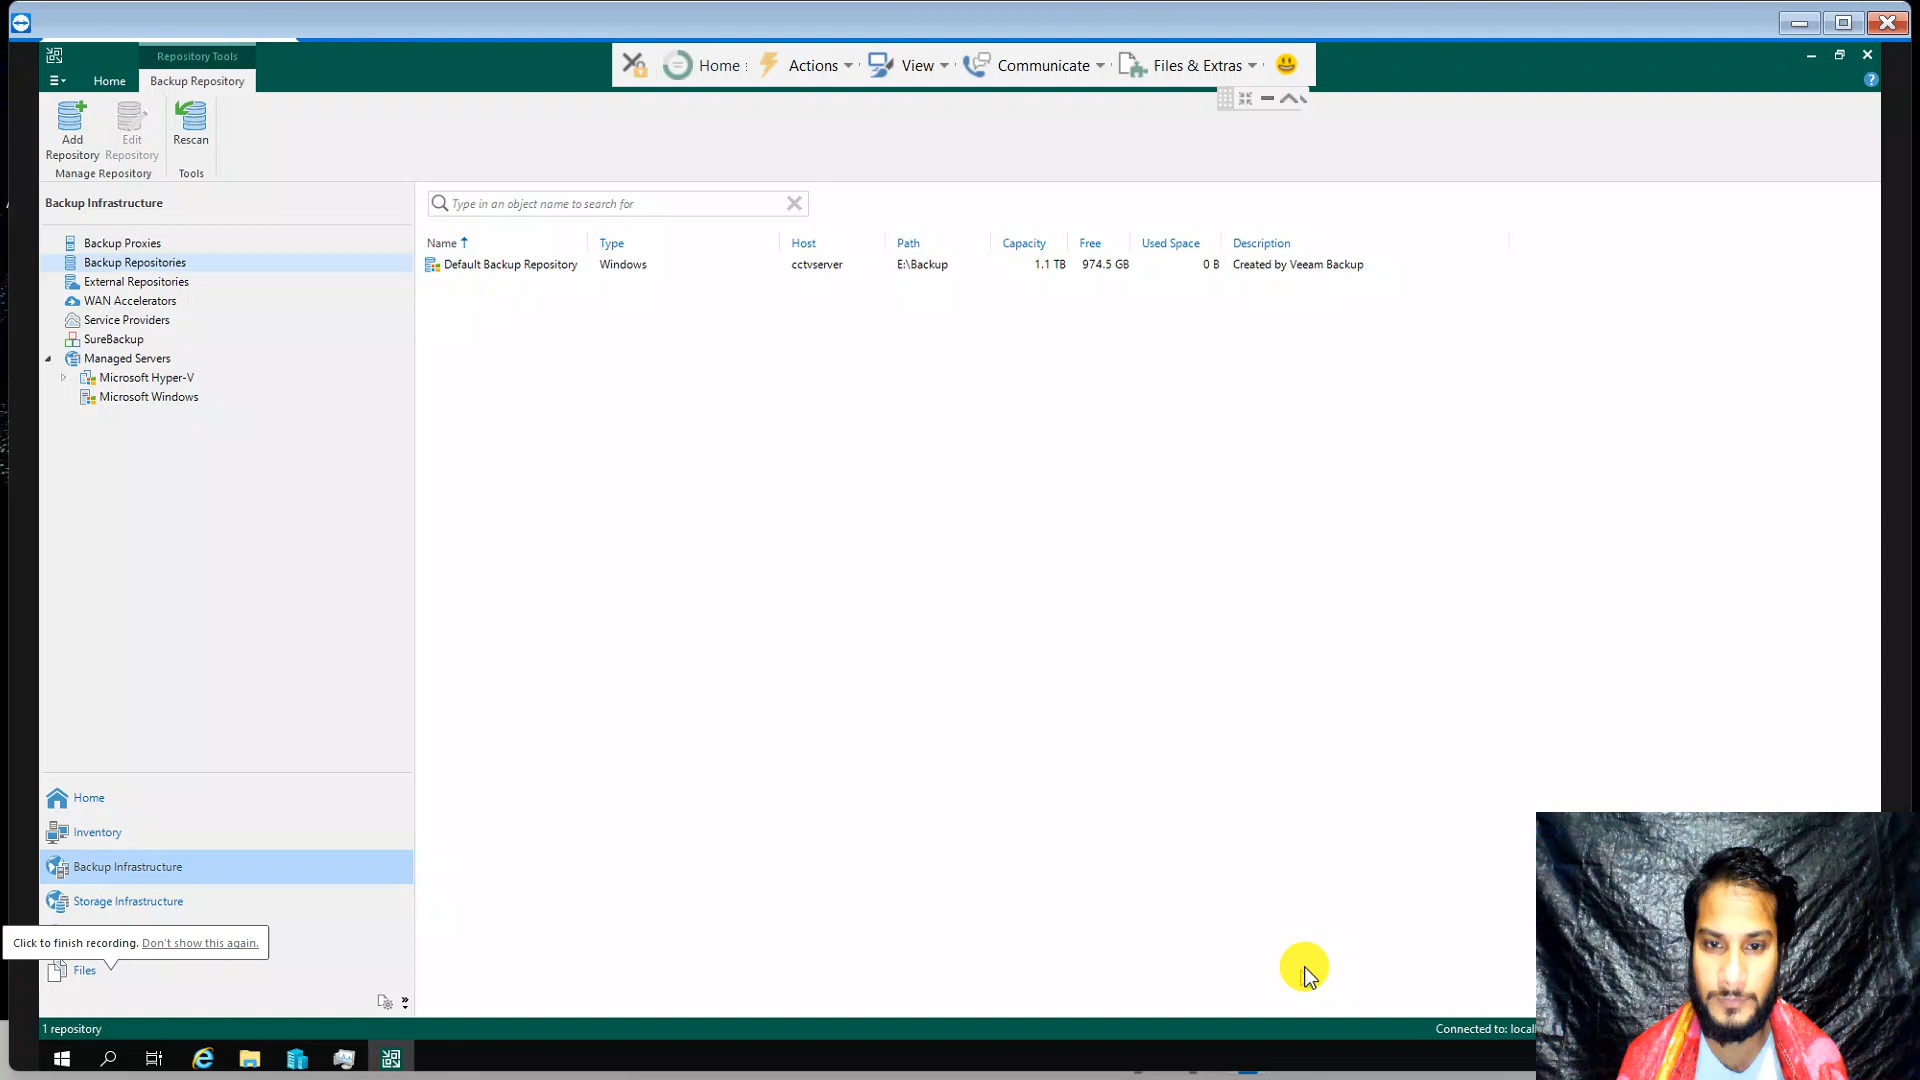 Repository Tools
Home
Backup Repository
Home
Actions
View
Communicate
Files & Extras
Add Repository
Edit Repository
Rescan
Manage Repository
Tools
Backup Infrastructure
Backup Proxies
Backup Repositories
External Repositories
WAN Accelerators
Service Providers
SureBackup
Managed Servers
Microsoft Hyper-V
Microsoft Windows
Type in an object name to search for
Name Type Host Path Capacity Free Used Space Description
Default Backup Repository Windows cctvserver E:\Backup 1.1 TB 974.5 GB 0 B Created by Veeam Backup
Home
Inventory
Backup Infrastructure
Storage Infrastructure
Click to finish recording. Don't show this again.
Files
1 repository
Connected to: local